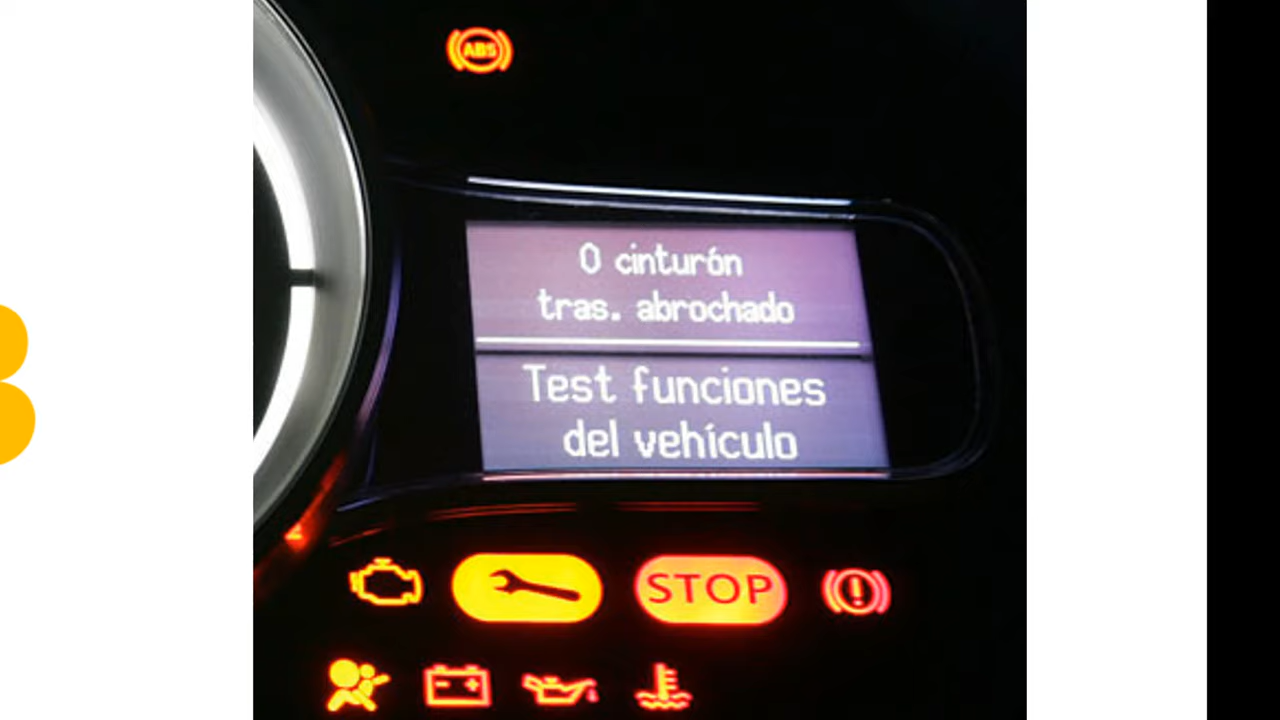 ABS
0 cinturón
tras. abrochado
Test funciones
del vehículo
STOP